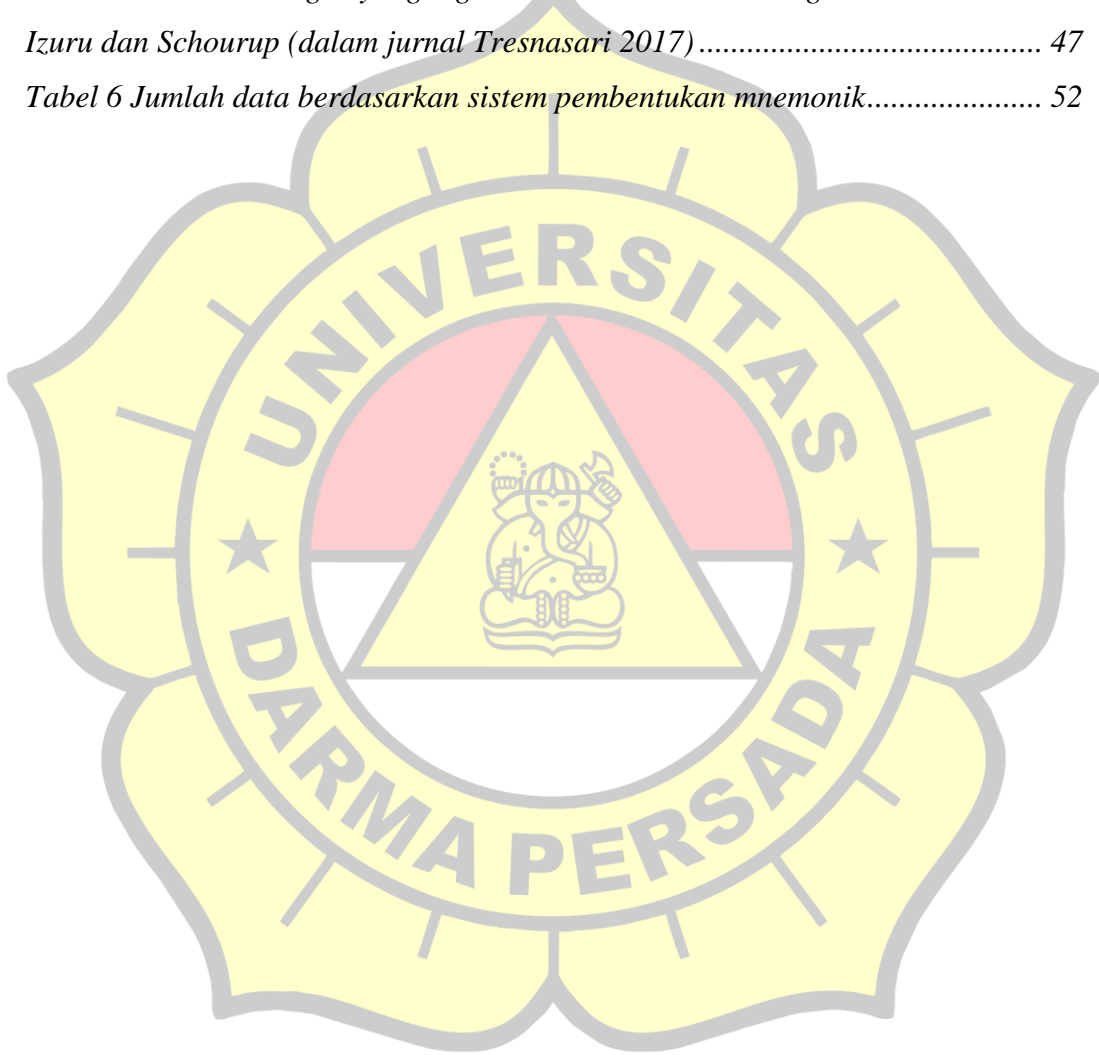 Izuru dan Schourup (dalam jurnal Tresnasari 2017) ........................................ 47
Tabel 6 Jumlah data berdasarkan sistem pembentukan mnemonik...................... 52
UNIVERSITAS
DARMA PERSADA